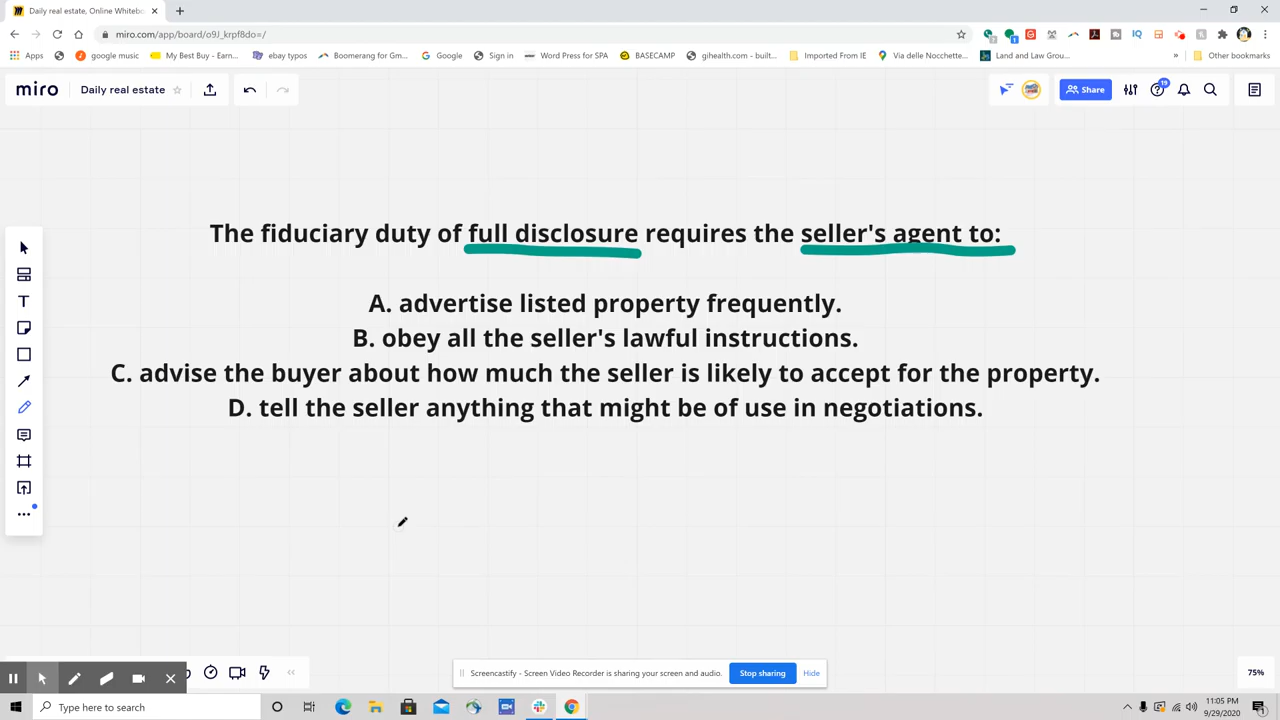 Daily real estate, Online Whitebo
miro.com/app/board/o9J_krpf8do=/
Apps google music My Best Buy - Earn... ebay typos Boomerang for Gm... Google Sign in Word Press for SPA BASECAMP gihealth.com - built... Imported From IE Via delle Nocchette... Land and Law Grou... » Other bookmarks
miro Daily real estate Share 19
The fiduciary duty of full disclosure requires the seller's agent to:
A. advertise listed property frequently.
B. obey all the seller's lawful instructions.
C. advise the buyer about how much the seller is likely to accept for the property.
D. tell the seller anything that might be of use in negotiations.
Screencastify - Screen Video Recorder is sharing your screen and audio. Stop sharing Hide
75%
Type here to search
11:05 PM
9/29/2020